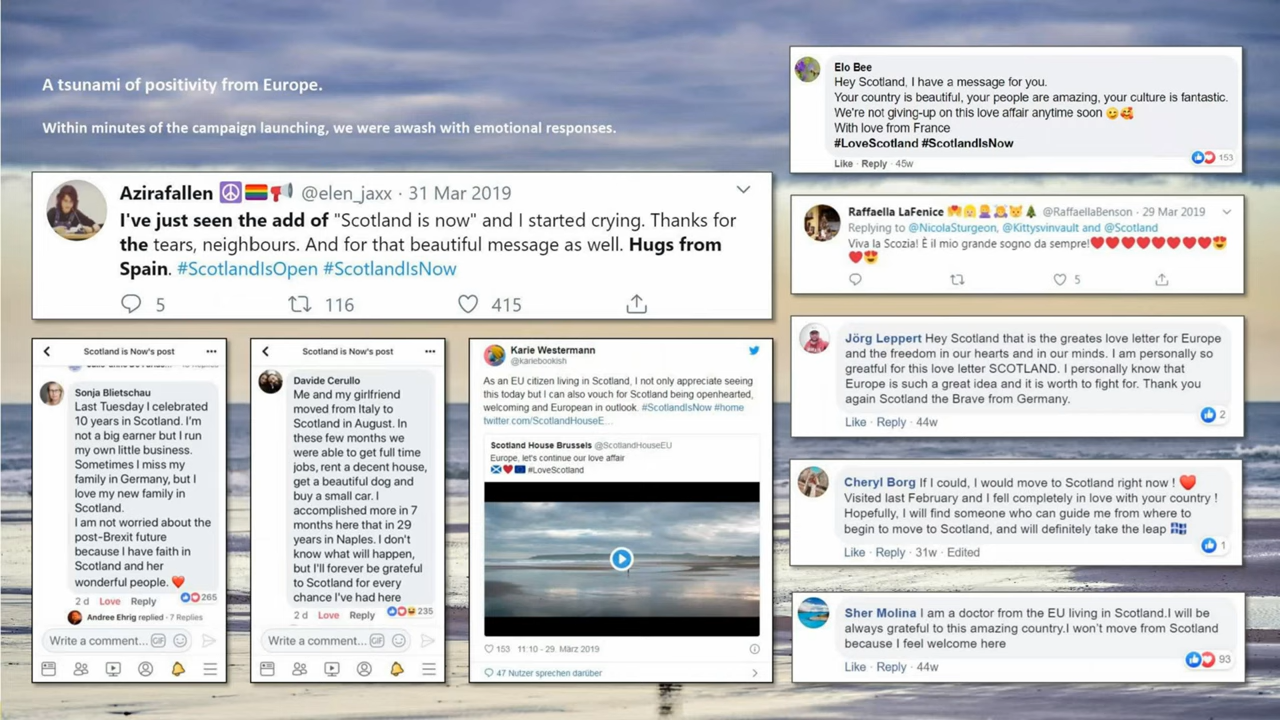 A tsunami of positivity from Europe.
Within minutes of the campaign launching, we were awash with emotional responses.
Azirafallen @elen_jaxx · 31 Mar 2019
I've just seen the add of "Scotland is now" and I started crying. Thanks for
the tears, neighbours. And for that beautiful message as well. Hugs from
Spain. #ScotlandIsOpen #ScotlandIsNow
5 116 415
Scotland is Now's post
Sonja Blietschau
Last Tuesday I celebrated
10 years in Scotland. I'm
not a big earner but I run
my own little business.
Sometimes I miss my
family in Germany, but I
love my new family in
Scotland.
I am not worried about the
post-Brexit future
because I have faith in
Scotland and her
wonderful people. ❤️
2 d Love Reply 265
Andree Ehrig replied · 7 Replies
Write a comment... GIF
Scotland is Now's post
Davide Cerullo
Me and my girlfriend
moved from Italy to
Scotland in August. In
these few months we
were able to get full time
jobs, rent a decent house,
get a beautiful dog and
buy a small car. I
accomplished more in 7
months here that in 29
years in Naples. I don't
know what will happen,
but I'll forever be grateful
to Scotland for every
chance I've had here
2 d Love Reply 235
Write a comment... GIF
Karie Westermann
@kariebookish
As an EU citizen living in Scotland, I not only appreciate seeing
this today but I can also vouch for Scotland being openhearted,
welcoming and European in outlook. #ScotlandIsNow #home
twitter.com/ScotlandHouseE...
Scotland House Brussels @ScotlandHouseEU
Europe, let's continue our love affair
#LoveScotland
153 11:10 - 29. März 2019
47 Nutzer sprechen darüber
Elo Bee
Hey Scotland, I have a message for you.
Your country is beautiful, your people are amazing, your culture is fantastic.
We're not giving-up on this love affair anytime soon
With love from France
#LoveScotland #ScotlandIsNow
153
Like · Reply · 45w
Raffaella LaFenice @RaffaellaBenson · 29 Mar 2019
Replying to @NicolaSturgeon, @Kittysvinvault and @Scotland
Viva la Scozia! È il mio grande sogno da sempre!❤️❤️❤️❤️❤️❤️❤️❤️😍
❤️😍
5
Jörg Leppert Hey Scotland that is the greates love letter for Europe
and the freedom in our hearts and in our minds. I am personally so
greatful for this love letter SCOTLAND. I personally know that
Europe is such a great idea and it is worth to fight for. Thank you
again Scotland the Brave from Germany.
2
Like · Reply · 44w
Cheryl Borg If I could, I would move to Scotland right now ! ❤️
Visited last February and I fell completely in love with your country !
Hopefully, I will find someone who can guide me from where to
begin to move to Scotland, and will definitely take the leap
1
Like · Reply · 31w · Edited
Sher Molina I am a doctor from the EU living in Scotland.I will be
always grateful to this amazing country.I won't move from Scotland
because I feel welcome here
93
Like · Reply · 44w